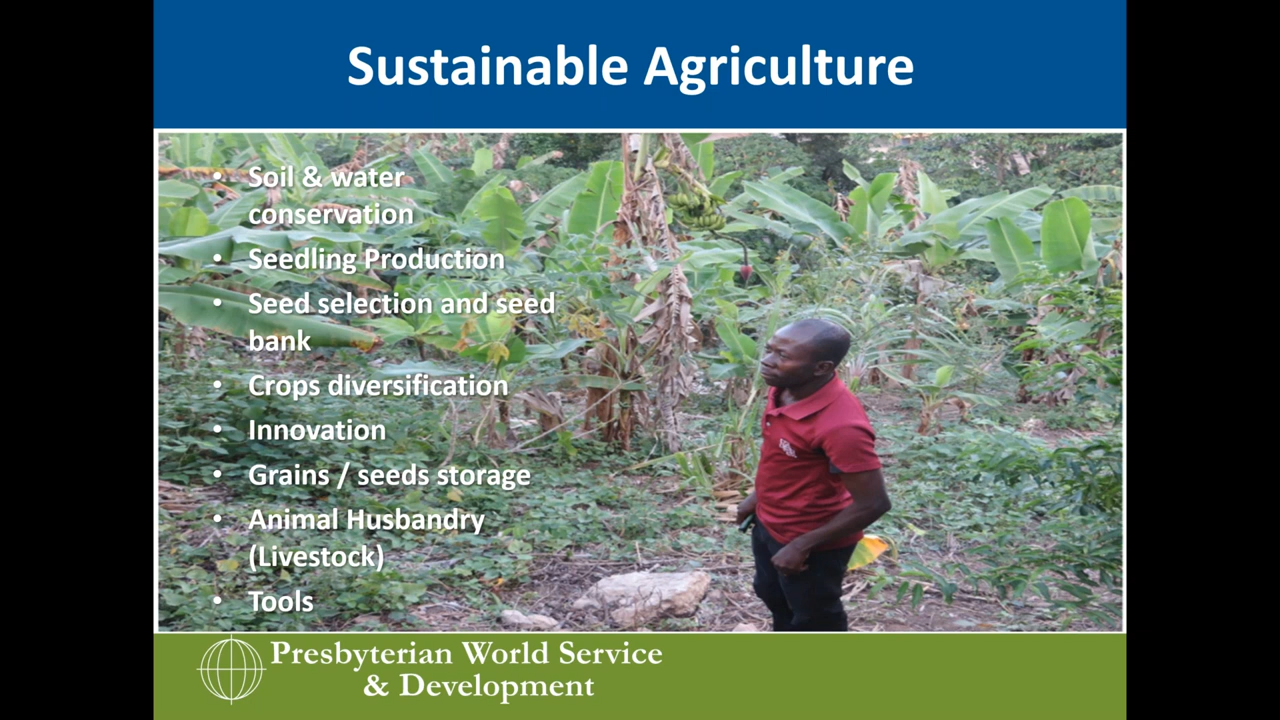 Sustainable Agriculture
• Soil & water
conservation
• Seedling Production
• Seed selection and seed
bank
• Crops diversification
• Innovation
• Grains / seeds storage
• Animal Husbandry
(Livestock)
• Tools
Presbyterian World Service
& Development